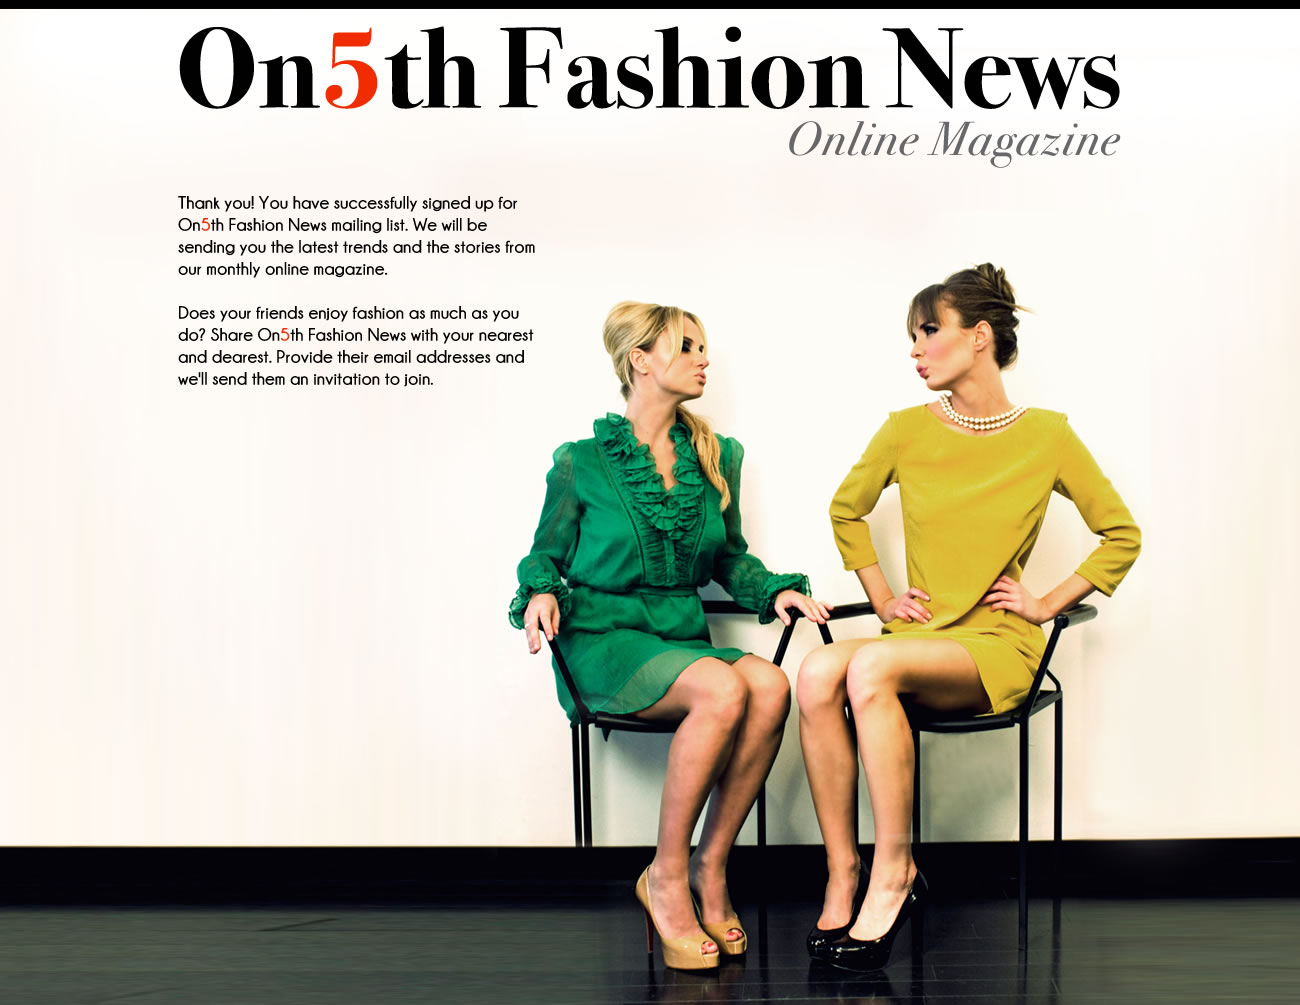 On5th Fashion News
Online Magazine
Thank you! You have successfully signed up for
On5th Fashion News mailing list. We will be
sending you the latest trends and the stories from
our monthly online magazine.
Does your friends enjoy fashion as much as you
do? Share On5th Fashion News with your nearest
and dearest. Provide their email addresses and
we'll send them an invitation to join.